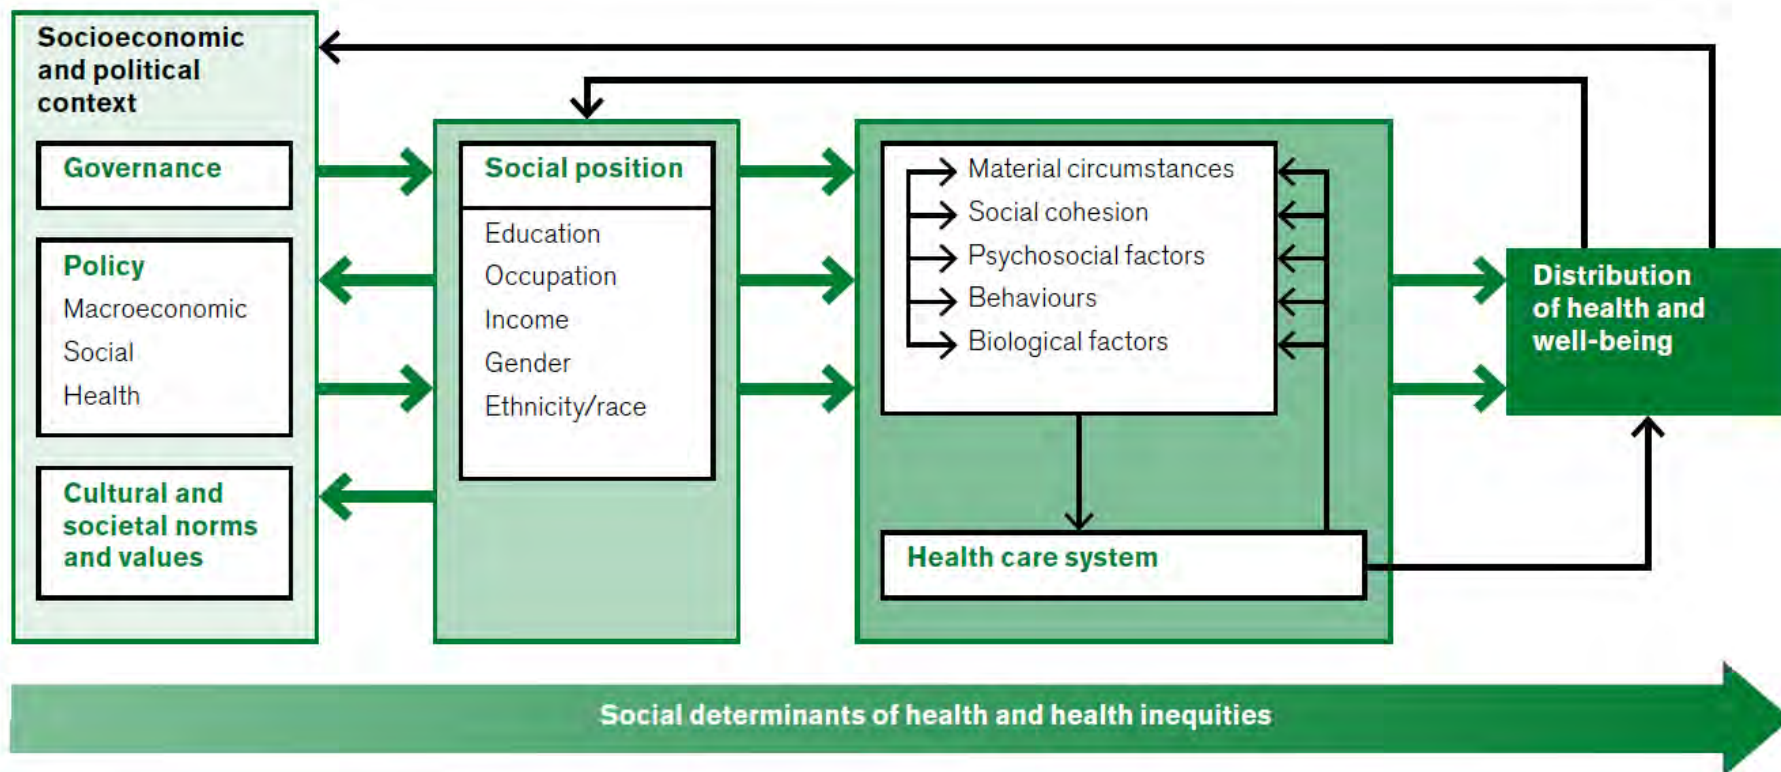 Socioeconomic
and political
context
Governance
Policy
Macroeconomic
Social
Health
Cultural and
societal norms
and values
Social position
Education
Occupation
Income
Gender
Ethnicity/race
Material circumstances
Social cohesion
Psychosocial factors
Behaviours
Biological factors
Health care system
Distribution
of health and
well-being
Social determinants of health and health inequities